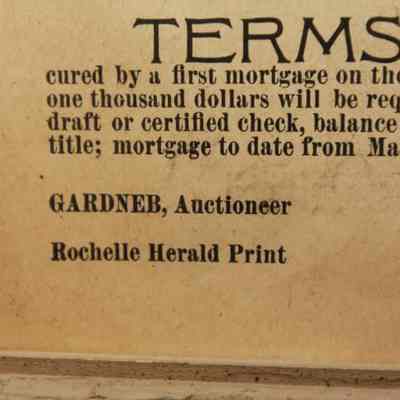 TERMS
cured by a first mortgage on the
one thousand dollars will be req
draft or certified check, balance
title; mortgage to date from Ma
GARDNEB, Auctioneer
Rochelle Herald Print